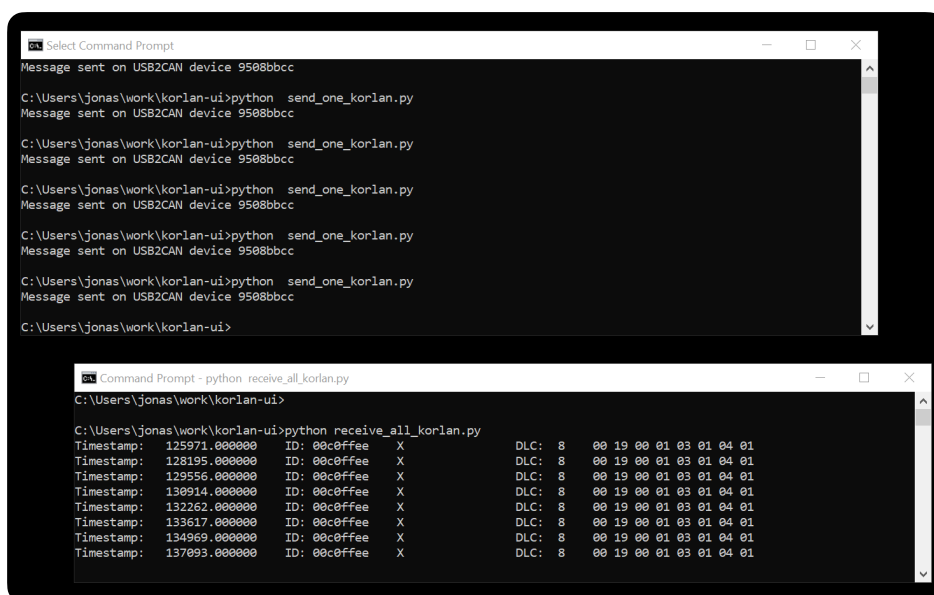 Select Command Prompt
Message sent on USB2CAN device 9508bbcc
C:\Users\jonas\work\korlan-ui>python  send_one_korlan.py
Message sent on USB2CAN device 9508bbcc
C:\Users\jonas\work\korlan-ui>python  send_one_korlan.py
Message sent on USB2CAN device 9508bbcc
C:\Users\jonas\work\korlan-ui>python  send_one_korlan.py
Message sent on USB2CAN device 9508bbcc
C:\Users\jonas\work\korlan-ui>python  send_one_korlan.py
Message sent on USB2CAN device 9508bbcc
C:\Users\jonas\work\korlan-ui>python  send_one_korlan.py
Message sent on USB2CAN device 9508bbcc
C:\Users\jonas\work\korlan-ui>
Command Prompt - python  receive_all_korlan.py
C:\Users\jonas\work\korlan-ui>
C:\Users\jonas\work\korlan-ui>python receive_all_korlan.py
Timestamp:   125971.000000    ID: 00c0ffee    X                DLC:  8    00 19 00 01 03 01 04 01
Timestamp:   128195.000000    ID: 00c0ffee    X                DLC:  8    00 19 00 01 03 01 04 01
Timestamp:   129556.000000    ID: 00c0ffee    X                DLC:  8    00 19 00 01 03 01 04 01
Timestamp:   130914.000000    ID: 00c0ffee    X                DLC:  8    00 19 00 01 03 01 04 01
Timestamp:   132262.000000    ID: 00c0ffee    X                DLC:  8    00 19 00 01 03 01 04 01
Timestamp:   133617.000000    ID: 00c0ffee    X                DLC:  8    00 19 00 01 03 01 04 01
Timestamp:   134969.000000    ID: 00c0ffee    X                DLC:  8    00 19 00 01 03 01 04 01
Timestamp:   137093.000000    ID: 00c0ffee    X                DLC:  8    00 19 00 01 03 01 04 01